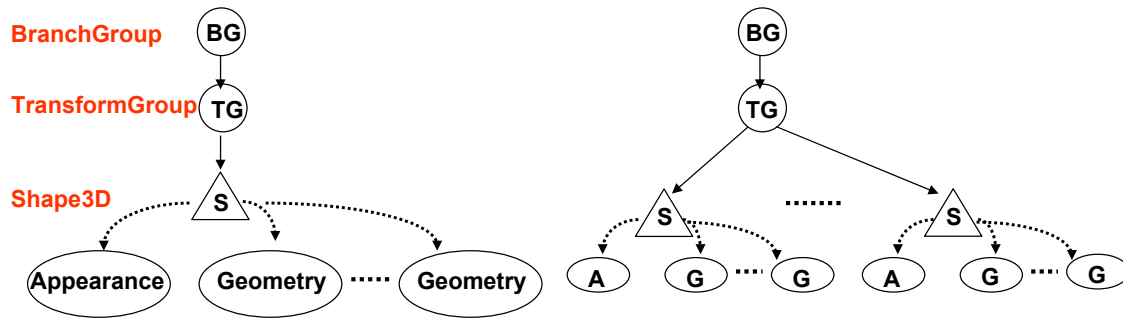 BranchGroup BG BG
TransformGroup TG TG
Shape3D S S S
Appearance Geometry Geometry A G G A G G